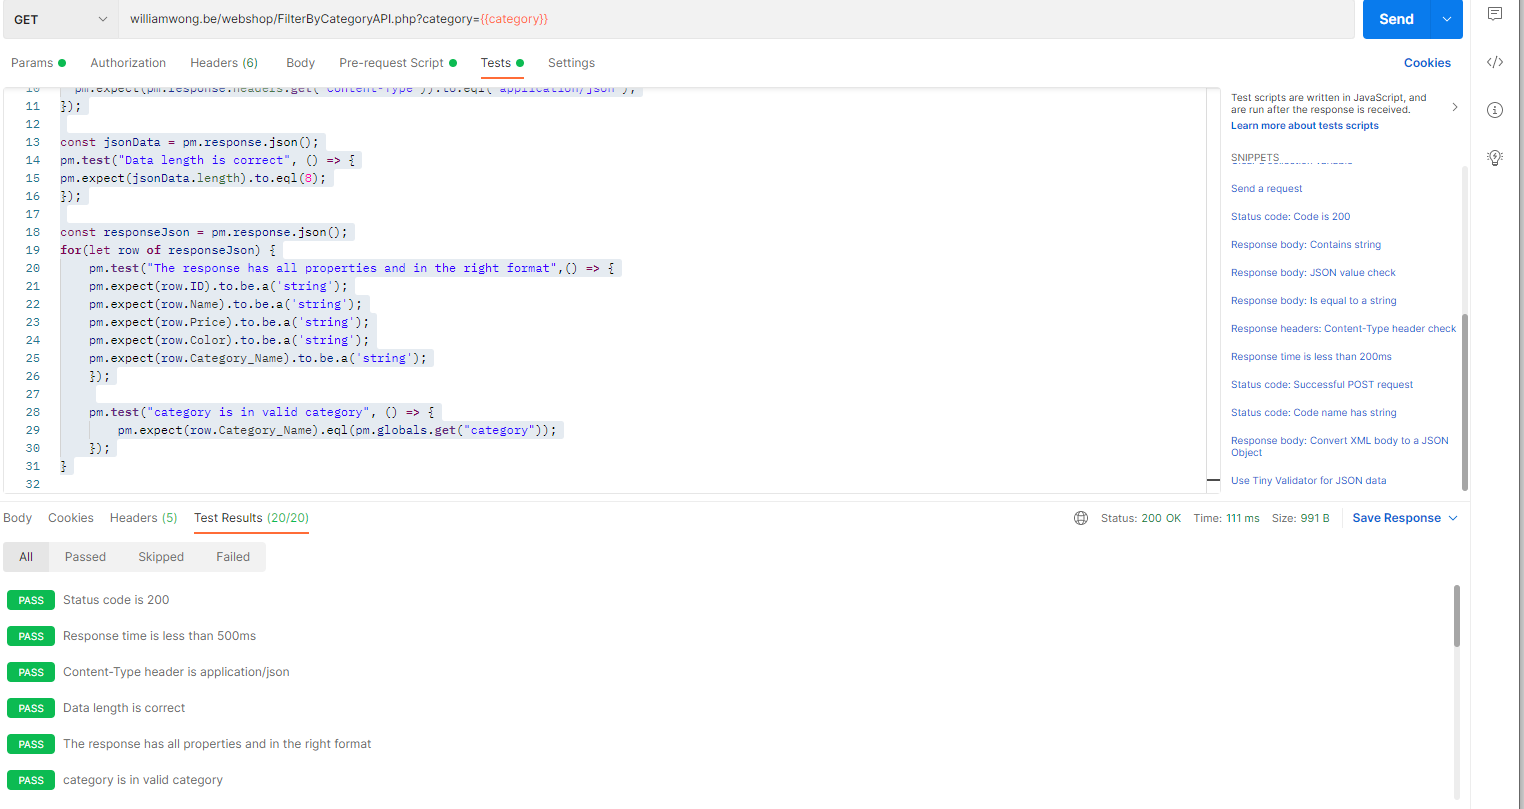 GET
williamwong.be/webshop/FilterByCategoryAPI.php?category={{category}}
Send
Params
Authorization
Headers (6)
Body
Pre-request Script
Tests
Settings
Cookies
10 pm.expect(pm.response.headers.get('Content-Type')).to.eql('application/json');
11 });
12
13 const jsonData = pm.response.json();
14 pm.test("Data length is correct", () => {
15 pm.expect(jsonData.length).to.eql(8);
16 });
17
18 const responseJson = pm.response.json();
19 for(let row of responseJson) {
20 pm.test("The response has all properties and in the right format",() => {
21 pm.expect(row.ID).to.be.a('string');
22 pm.expect(row.Name).to.be.a('string');
23 pm.expect(row.Price).to.be.a('string');
24 pm.expect(row.Color).to.be.a('string');
25 pm.expect(row.Category_Name).to.be.a('string');
26 });
27
28 pm.test("category is in valid category", () => {
29 pm.expect(row.Category_Name).eql(pm.globals.get("category"));
30 });
31 }
32
Test scripts are written in JavaScript, and
are run after the response is received.
Learn more about tests scripts
SNIPPETS
Send a request
Status code: Code is 200
Response body: Contains string
Response body: JSON value check
Response body: Is equal to a string
Response headers: Content-Type header check
Response time is less than 200ms
Status code: Successful POST request
Status code: Code name has string
Response body: Convert XML body to a JSON
Object
Use Tiny Validator for JSON data
Body
Cookies
Headers (5)
Test Results (20/20)
Status: 200 OK
Time: 111 ms
Size: 991 B
Save Response
All
Passed
Skipped
Failed
PASS Status code is 200
PASS Response time is less than 500ms
PASS Content-Type header is application/json
PASS Data length is correct
PASS The response has all properties and in the right format
PASS category is in valid category